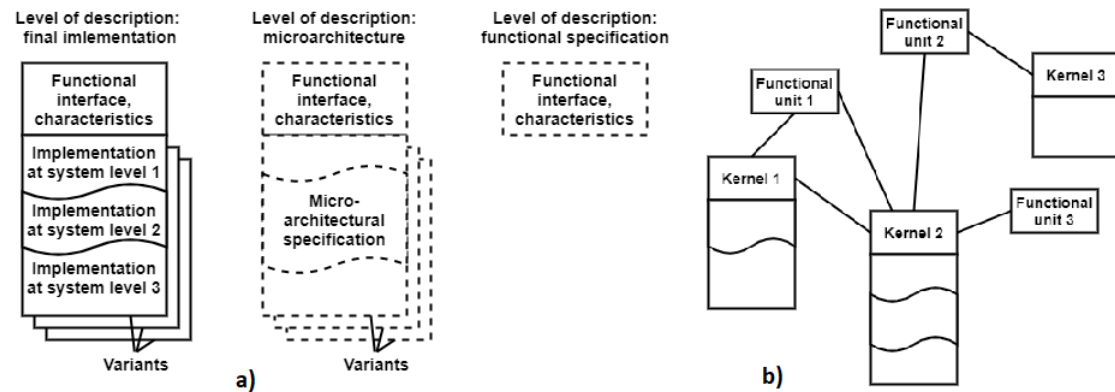 Level of description:
final imlementation
Functional
interface,
characteristics
Implementation
at system level 1
Implementation
at system level 2
Implementation
at system level 3
Variants
a)
Level of description:
microarchitecture
Functional
interface,
characteristics
Micro-
architectural
specification
Variants
Level of description:
functional specification
Functional
interface,
characteristics
Functional
unit 2
Kernel 3
Functional
unit 1
Kernel 1
Functional
unit 3
Kernel 2
b)